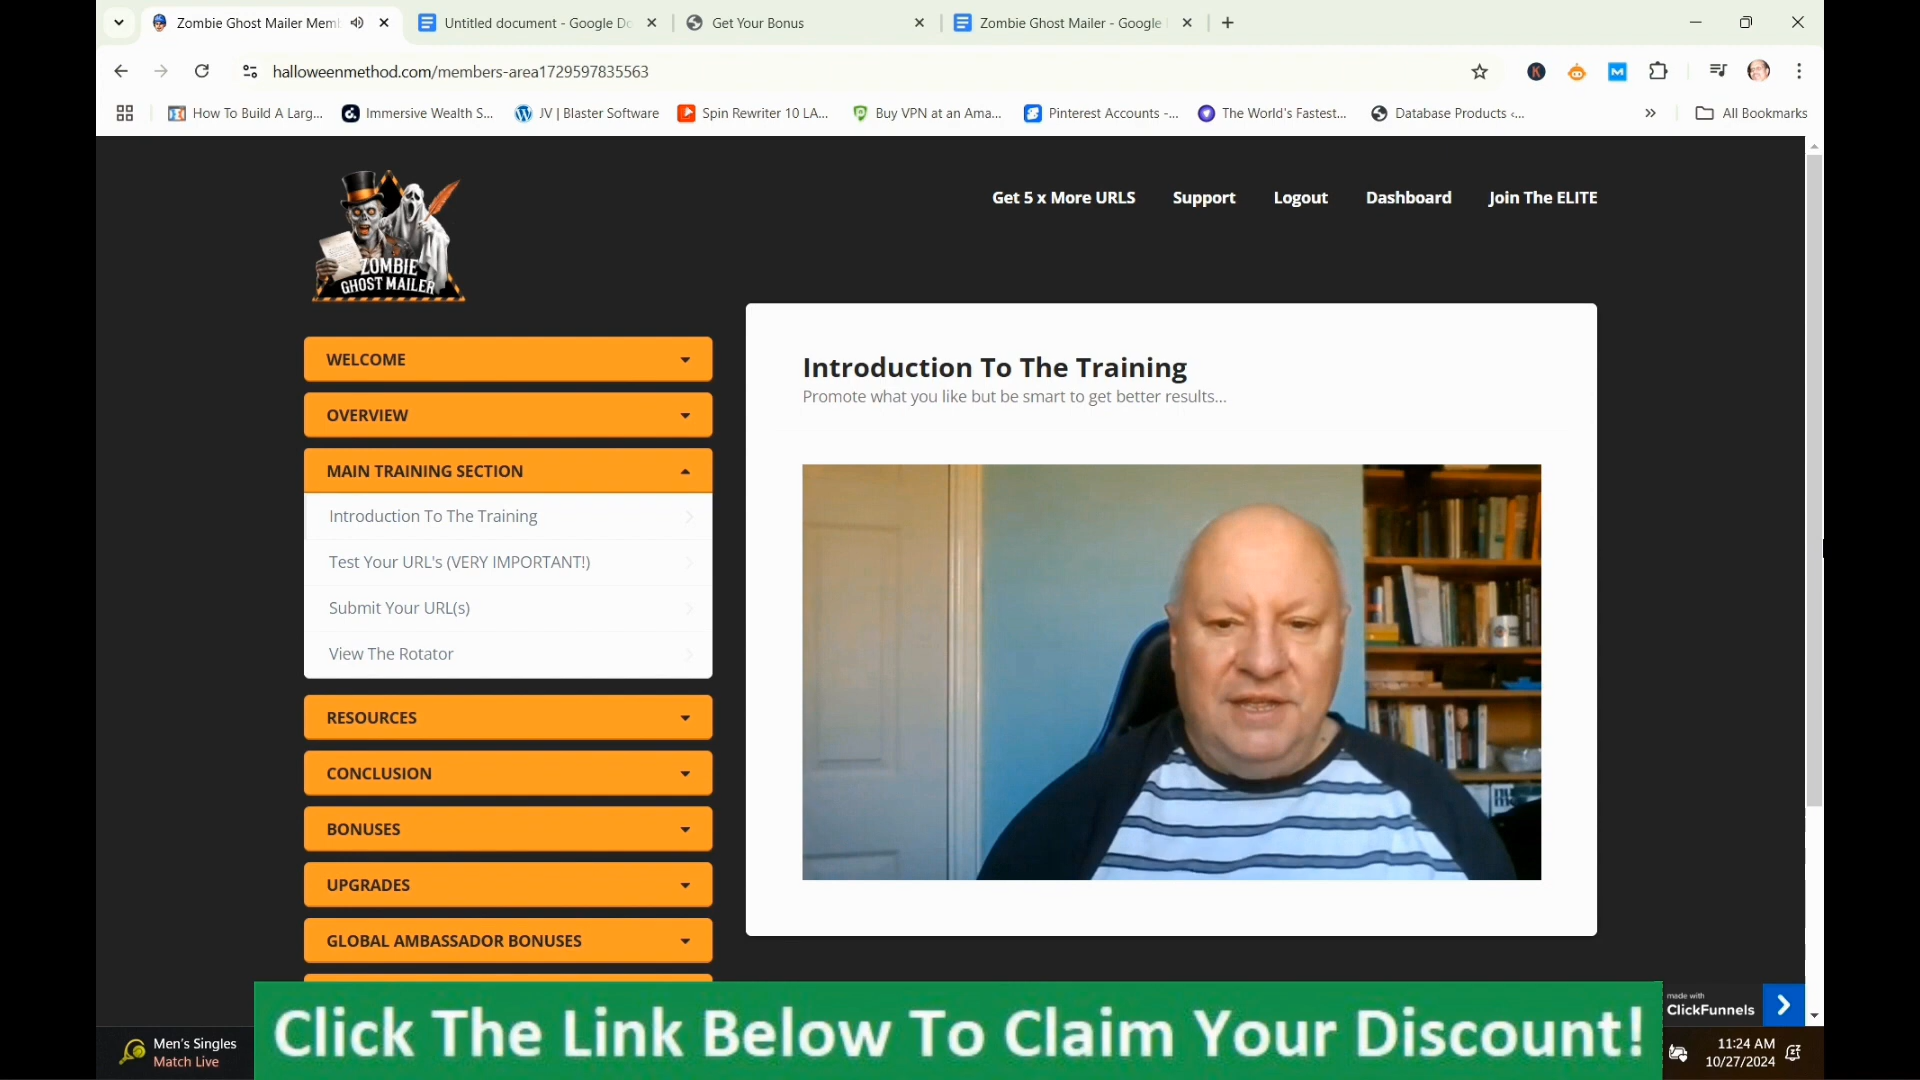 Zombie Ghost Mailer Mem
Untitled document - Google Do
Get Your Bonus
Zombie Ghost Mailer - Google
halloweenmethod.com/members-area1729597835563
How To Build A Larg...
Immersive Wealth S...
JV | Blaster Software
Spin Rewriter 10 LA...
Buy VPN at an Ama...
Pinterest Accounts -...
The World's Fastest...
Database Products ‹...
All Bookmarks
ZOMBIE
GHOST MAILER
Get 5 x More URLS
Support
Logout
Dashboard
Join The ELITE
WELCOME
OVERVIEW
MAIN TRAINING SECTION
Introduction To The Training
Test Your URL's (VERY IMPORTANT!)
Submit Your URL(s)
View The Rotator
RESOURCES
CONCLUSION
BONUSES
UPGRADES
GLOBAL AMBASSADOR BONUSES
Introduction To The Training
Promote what you like but be smart to get better results...
Click The Link Below To Claim Your Discount!
made with
ClickFunnels
Men's Singles
Match Live
11:24 AM
10/27/2024